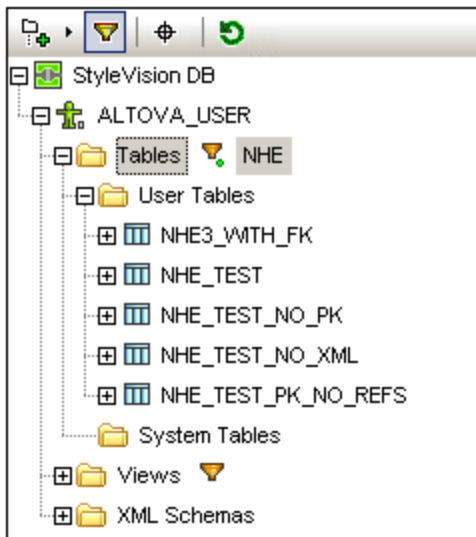 StyleVision DB
ALTOVA_USER
Tables NHE
User Tables
NHE3_WITH_FK
NHE_TEST
NHE_TEST_NO_PK
NHE_TEST_NO_XML
NHE_TEST_PK_NO_REFS
System Tables
Views
XML Schemas